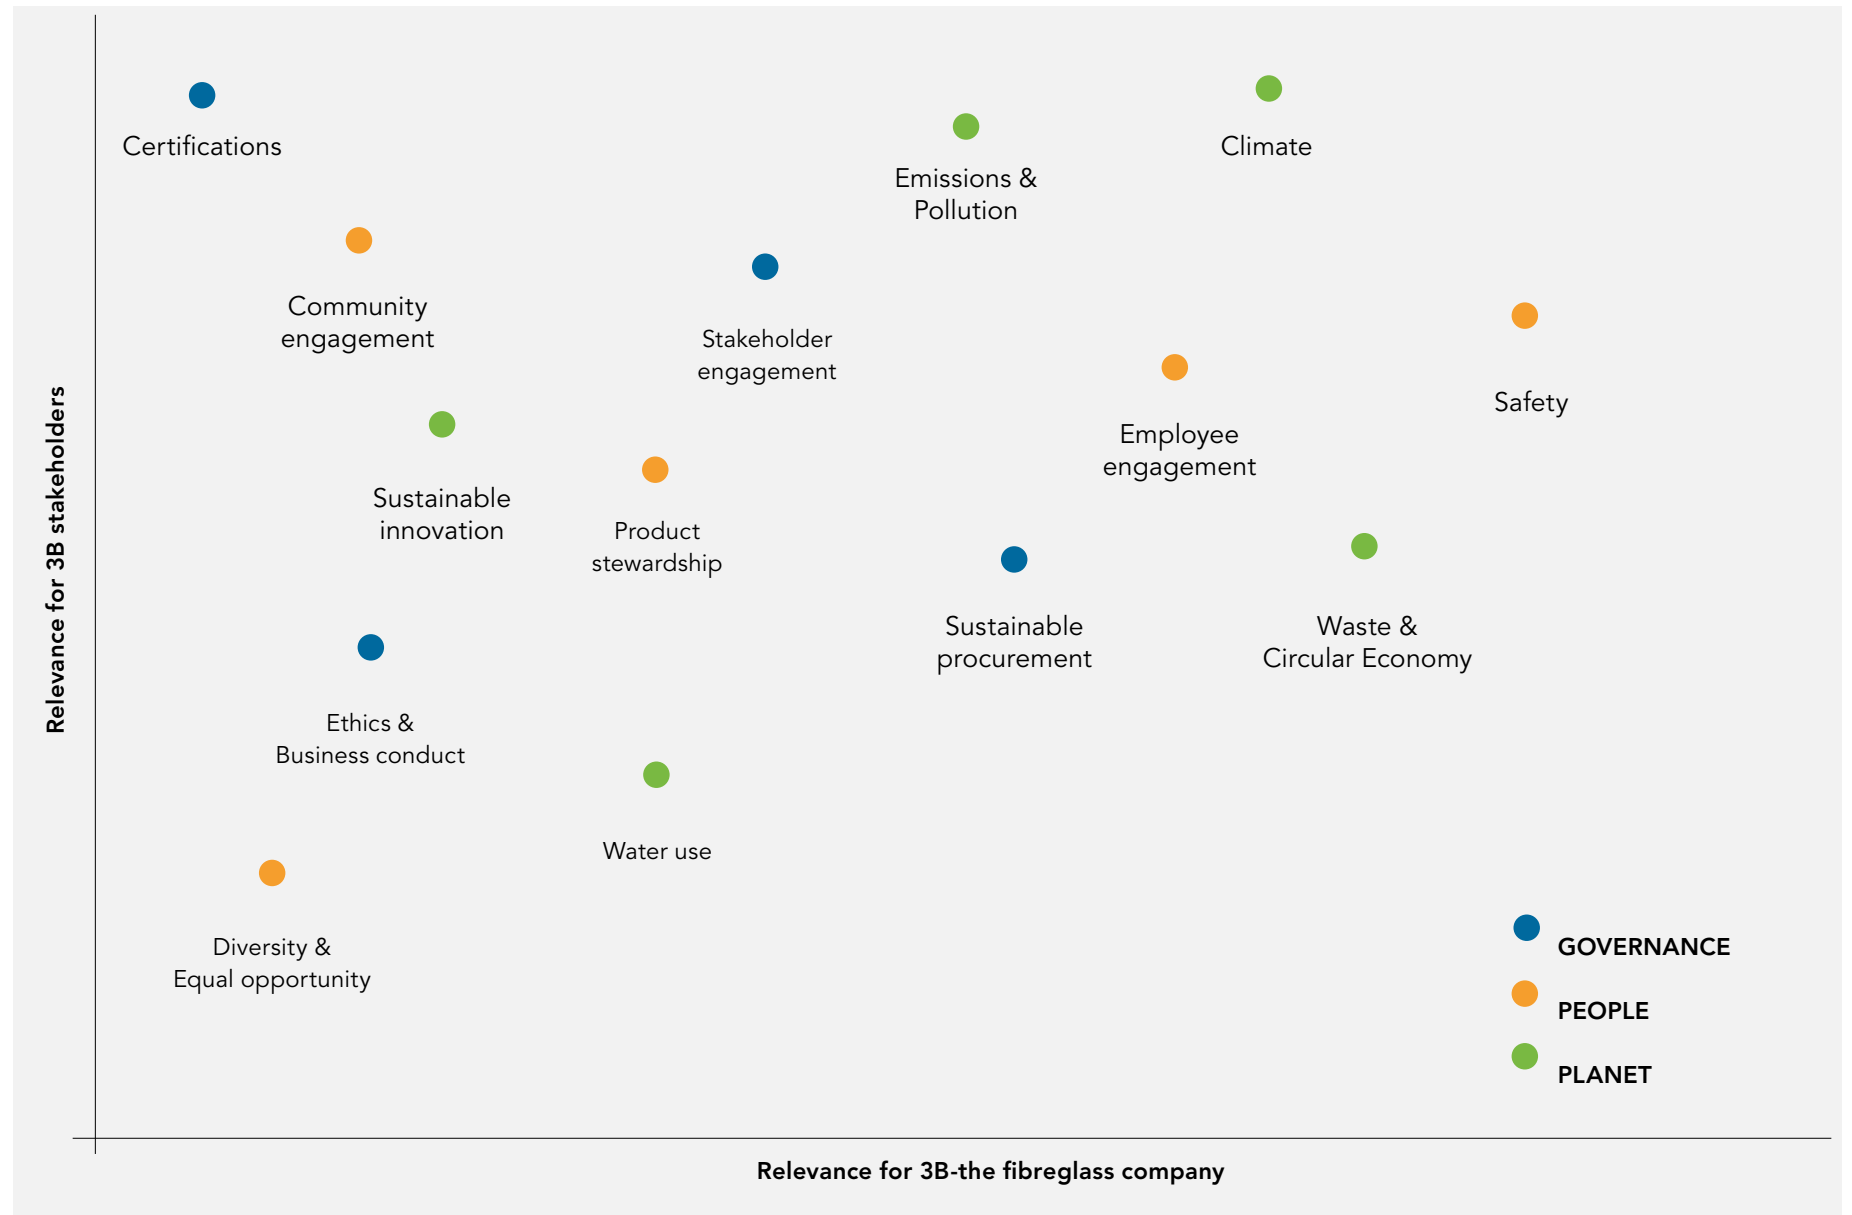 Certifications
Climate
Emissions &
Pollution
Community
engagement
Stakeholder
engagement
Safety
Employee
engagement
Sustainable
innovation
Product
stewardship
Sustainable
procurement
Waste &
Circular Economy
Ethics &
Business conduct
Water use
Diversity &
Equal opportunity
GOVERNANCE
PEOPLE
PLANET
Relevance for 3B stakeholders
Relevance for 3B-the fibreglass company